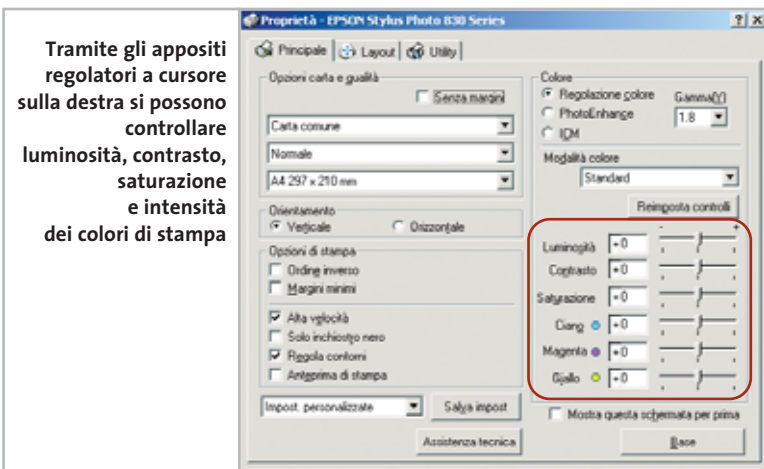 Tramite gli appositi
regolatori a cursore
sulla destra si possono
controllare
luminosità, contrasto,
saturazione
e intensità
dei colori di stampa
Proprietà - EPSON Stylus Photo 830 Series
Principale
Layout
Utility
Opzioni carta e qualità
Senza margini
Carta comune
Normale
A4 297 x 210 mm
Orientamento
Verticale
Orizzontale
Opzioni di stampa
Ordine inverso
Margini minimi
Alta velocità
Solo inchiostro nero
Regola contorni
Anteprima di stampa
Impost. personalizzate
Salva impost
Assistenza tecnica
Colore
Regolazione colore
PhotoEnhance
ICM
Gamma(Y)
1.8
Modalità colore
Standard
Reimposta controlli
- +
Luminosità +0
Contrasto +0
Saturazione +0
Ciano +0
Magenta +0
Giallo +0
Mostra questa schermata per prima
Base